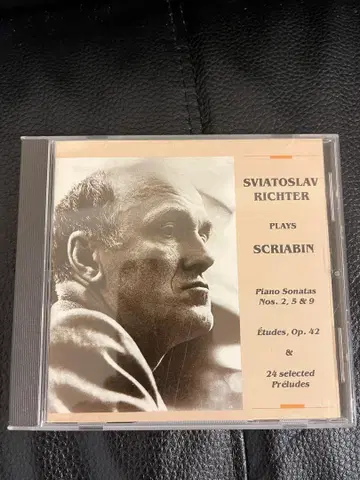 SVIATOSLAV
RICHTER
PLAYS
SCRIABIN
Piano Sonatas
Nos. 2, 5 & 9
Études, Op. 42
&
24 selected
Préludes